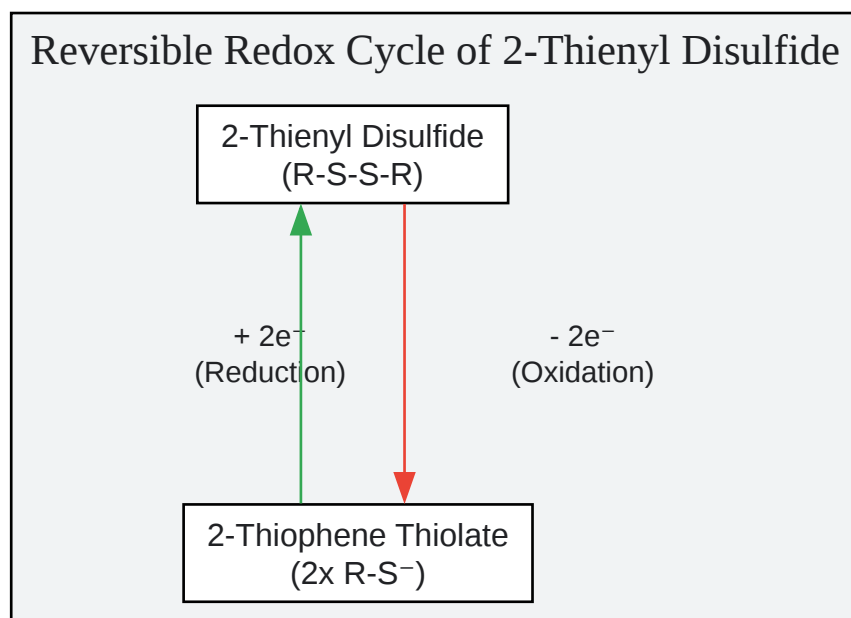 Reversible Redox Cycle of 2-Thienyl Disulfide
2-Thienyl Disulfide
(R-S-S-R)
+ 2e⁻
(Reduction)
- 2e⁻
(Oxidation)
2-Thiophene Thiolate
(2x R-S⁻)